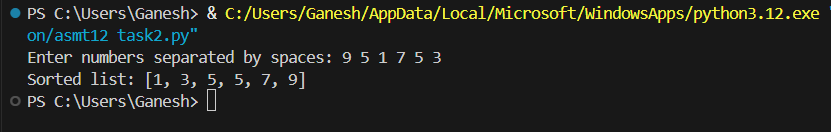 PS C:\Users\Ganesh> & C:/Users/Ganesh/AppData/Local/Microsoft/WindowsApps/python3.12.exe
on/asmt12 task2.py"
Enter numbers separated by spaces: 9 5 1 7 5 3
Sorted list: [1, 3, 5, 5, 7, 9]
PS C:\Users\Ganesh>